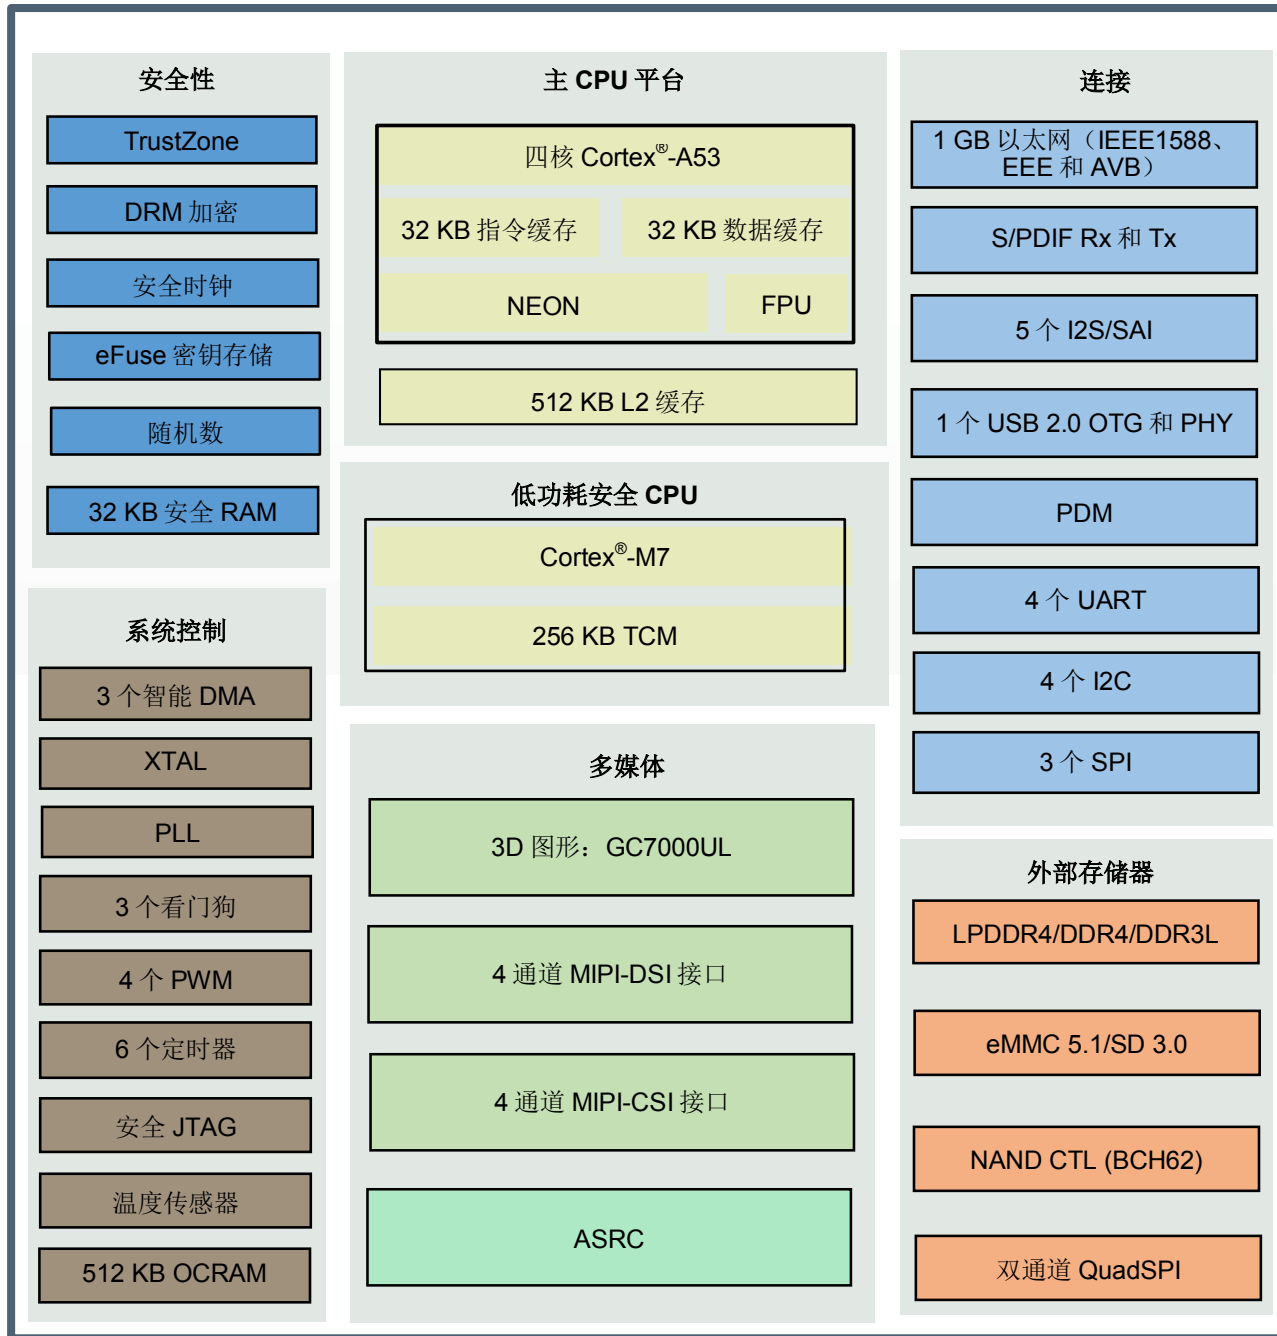 安全性
TrustZone
DRM 加密
安全时钟
eFuse 密钥存储
随机数
32 KB 安全 RAM
系统控制
3 个智能 DMA
XTAL
PLL
3 个看门狗
4 个 PWM
6 个定时器
安全 JTAG
温度传感器
512 KB OCRAM
主 CPU 平台
四核 Cortex®-A53
32 KB 指令缓存
32 KB 数据缓存
NEON
FPU
512 KB L2 缓存
低功耗安全 CPU
Cortex®-M7
256 KB TCM
多媒体
3D 图形：GC7000UL
4 通道 MIPI-DSI 接口
4 通道 MIPI-CSI 接口
ASRC
连接
1 GB 以太网（IEEE1588、
EEE 和 AVB）
S/PDIF Rx 和 Tx
5 个 I2S/SAI
1 个 USB 2.0 OTG 和 PHY
PDM
4 个 UART
4 个 I2C
3 个 SPI
外部存储器
LPDDR4/DDR4/DDR3L
eMMC 5.1/SD 3.0
NAND CTL (BCH62)
双通道 QuadSPI